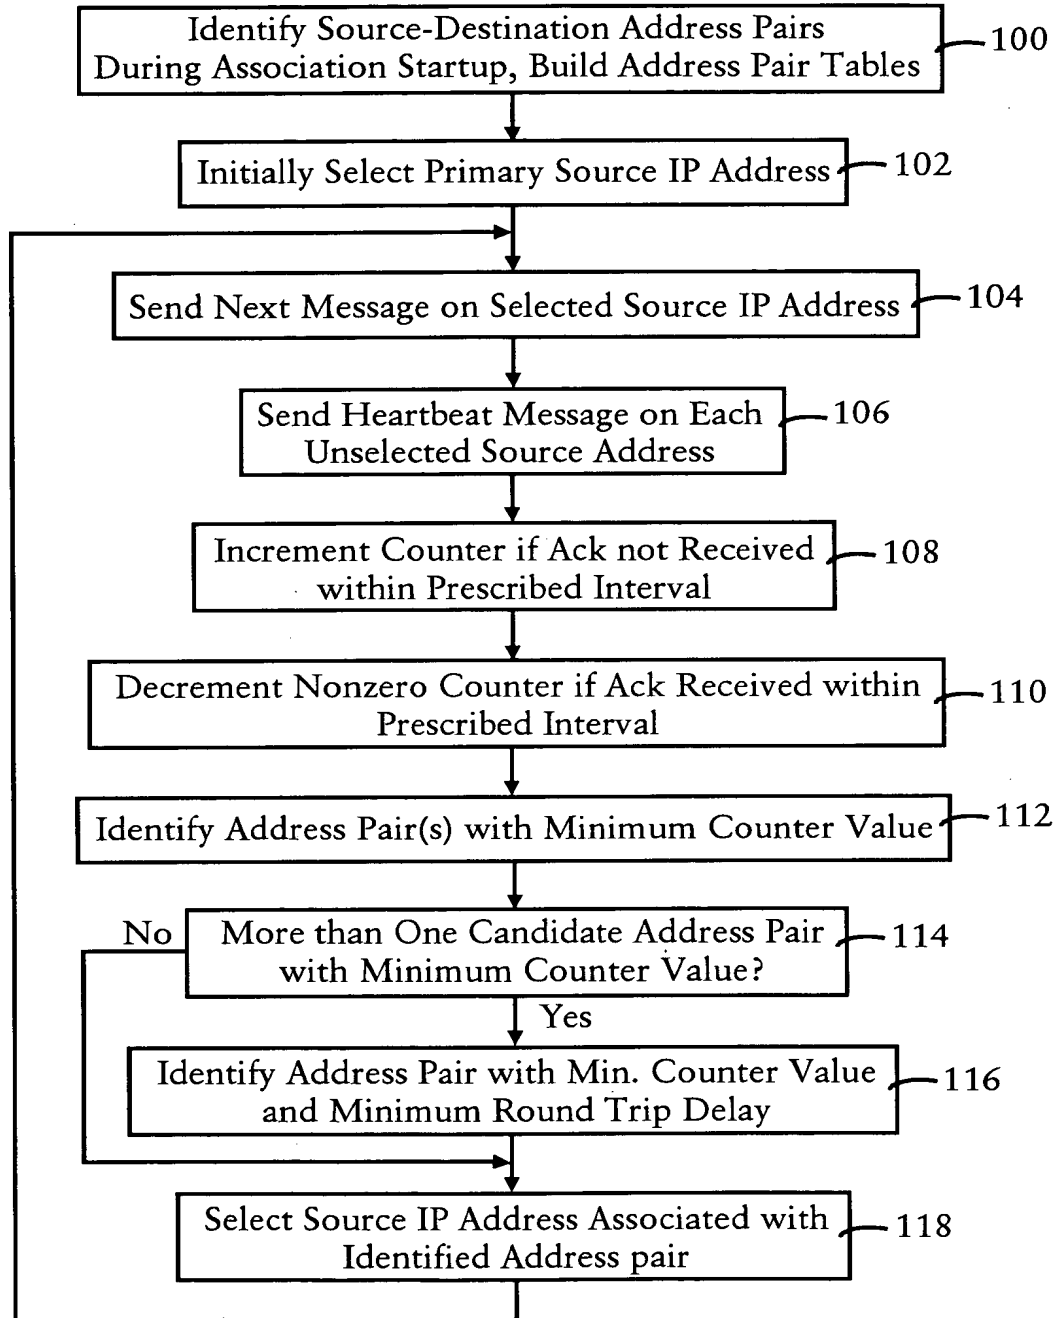 Identify Source-Destination Address Pairs
During Association Startup, Build Address Pair Tables
100
Initially Select Primary Source IP Address
102
Send Next Message on Selected Source IP Address
104
Send Heartbeat Message on Each
Unselected Source Address
106
Increment Counter if Ack not Received
within Prescribed Interval
108
Decrement Nonzero Counter if Ack Received within
Prescribed Interval
110
Identify Address Pair(s) with Minimum Counter Value
112
No
More than One Candidate Address Pair
with Minimum Counter Value?
114
Yes
Identify Address Pair with Min. Counter Value
and Minimum Round Trip Delay
116
Select Source IP Address Associated with
Identified Address pair
118